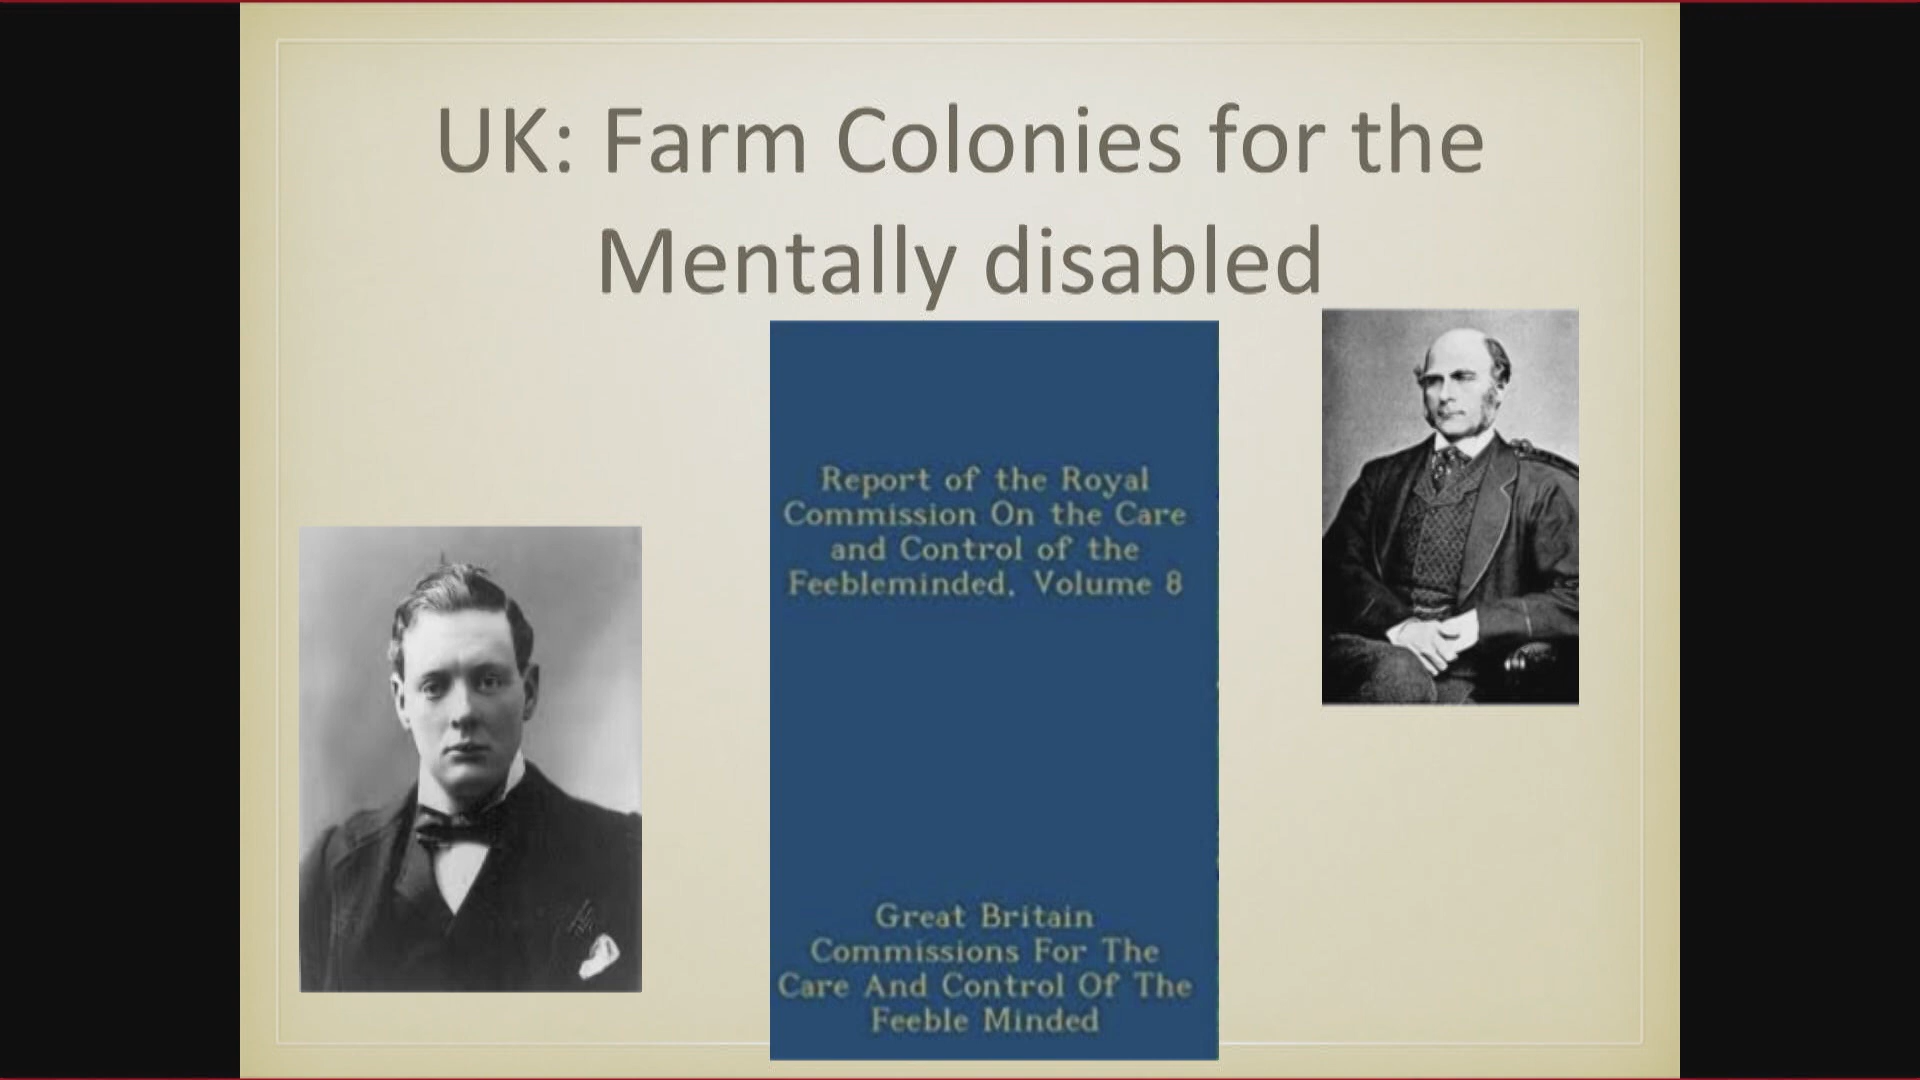 UK: Farm Colonies for the
Mentally disabled
Report of the Royal
Commission On the Care
and Control of the
Feebleminded, Volume 8
Great Britain
Commissions For The
Care And Control Of The
Feeble Minded